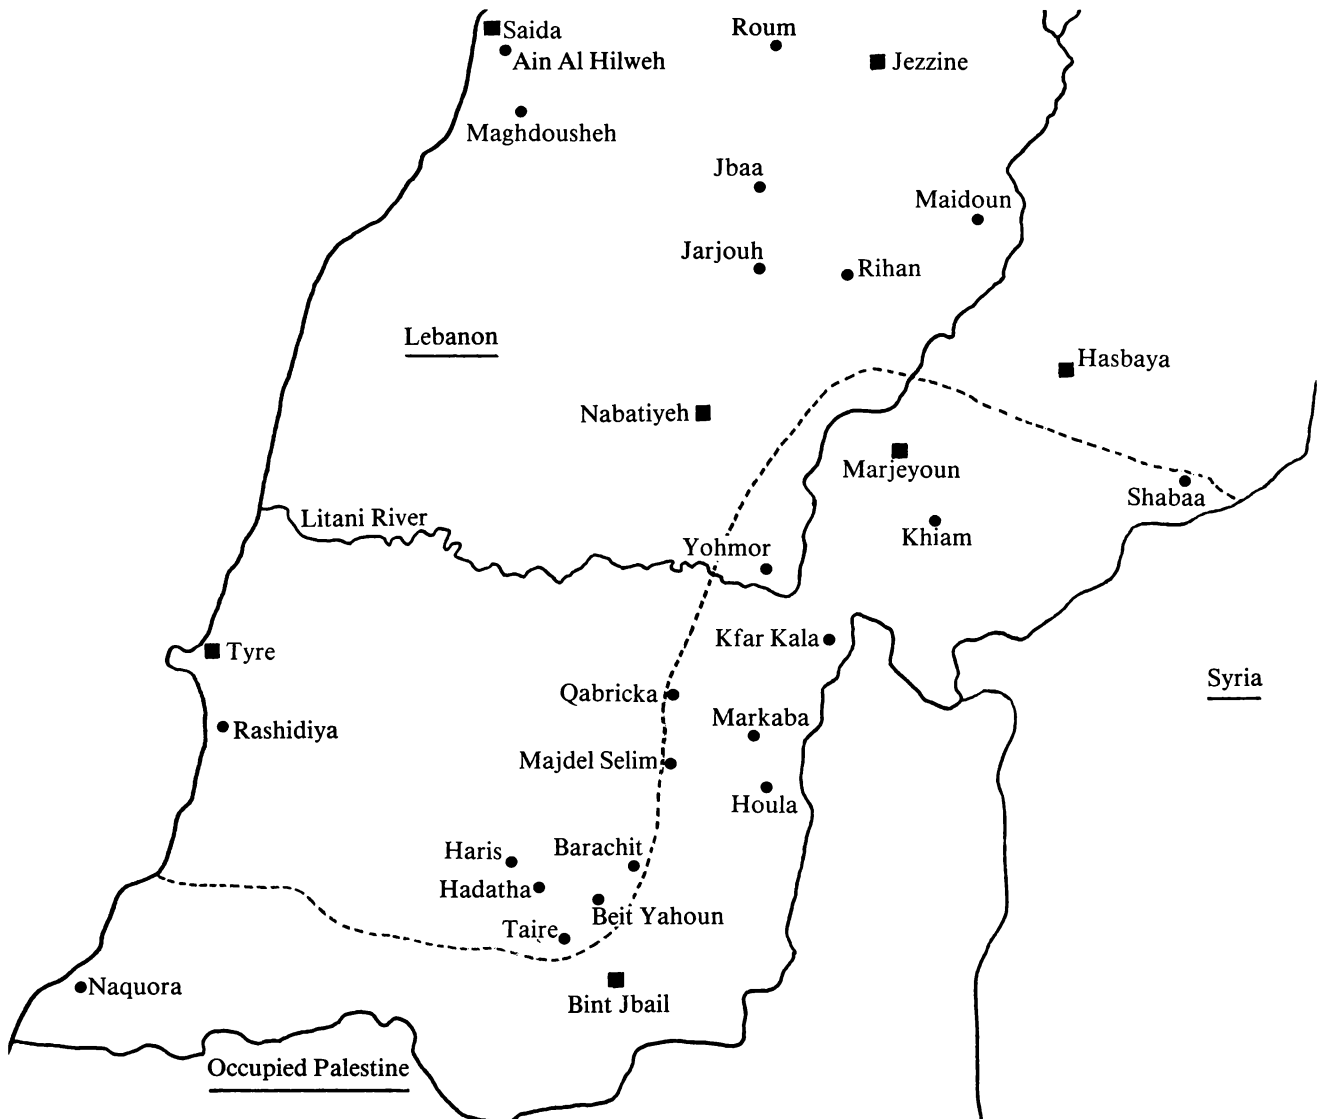 Saida
Roum
Ain Al Hilweh
Jezzine
Maghdousheh
Jbaa
Maidoun
Jarjouh
Rihan
Lebanon
Hasbaya
Nabatiyeh
Marjeyoun
Shabaa
Litani River
Khiam
Yohmor
Kfar Kala
Tyre
Syria
Qabricka
Markaba
Rashidiya
Majdel Selim
Houla
Haris
Barachit
Hadatha
Beit Yahoun
Taire
Naquora
Bint Jbail
Occupied Palestine